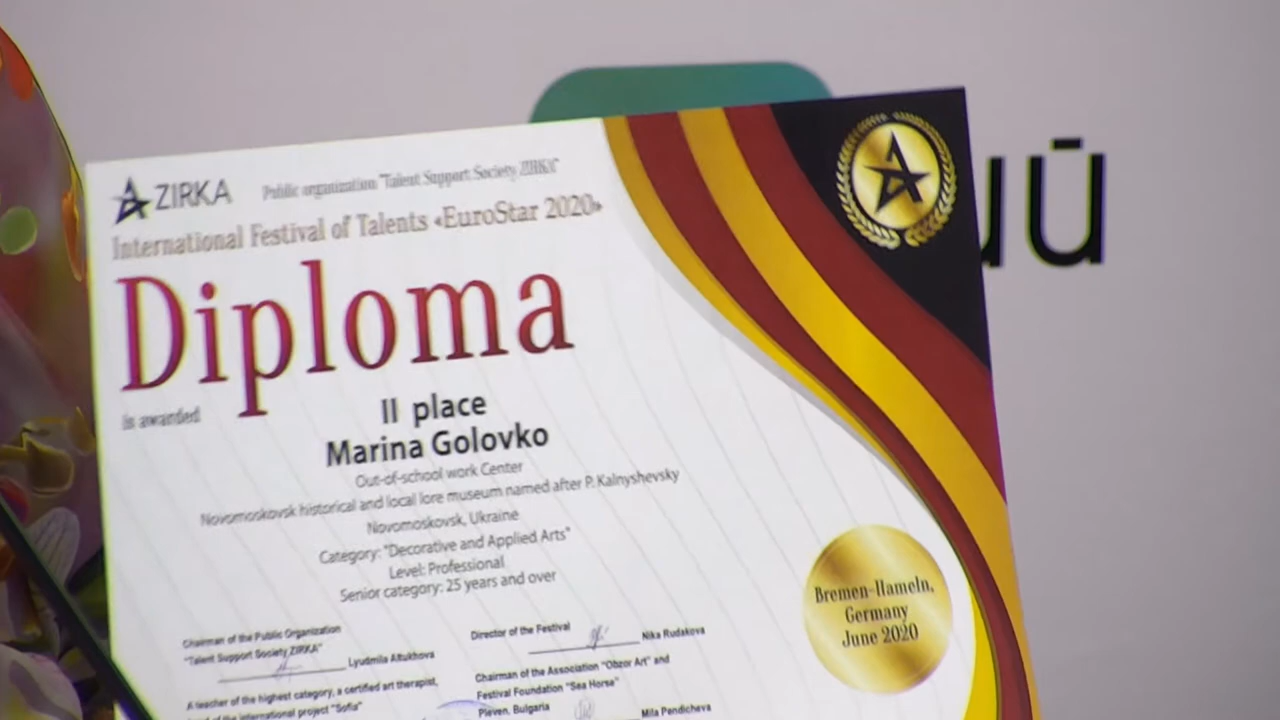 ZIRKA
Public organization "Talent Support Society ZIRKA"
International Festival of Talents «EuroStar 2020»
Diploma
is awarded
II place
Marina Golovko
Out-of-school work Center
Novomoskovsk historical and local lore museum named after P. Kalnyshevsky
Novomoskovsk, Ukraine
Category: "Decorative and Applied Arts"
Level: Professional
Senior category: 25 years and over
Chairman of the Public Organization
"Talent Support Society ZIRKA"
Lyudmila Altukhova
A teacher of the highest category, a certified art therapist,
of the international project "Sofia"
Director of the Festival
Nika Rudakova
Chairman of the Association "Obzor Art" and
Festival Foundation "Sea Horse"
Pleven, Bulgaria
Mila Pendicheva
Bremen-Hameln,
Germany
June 2020